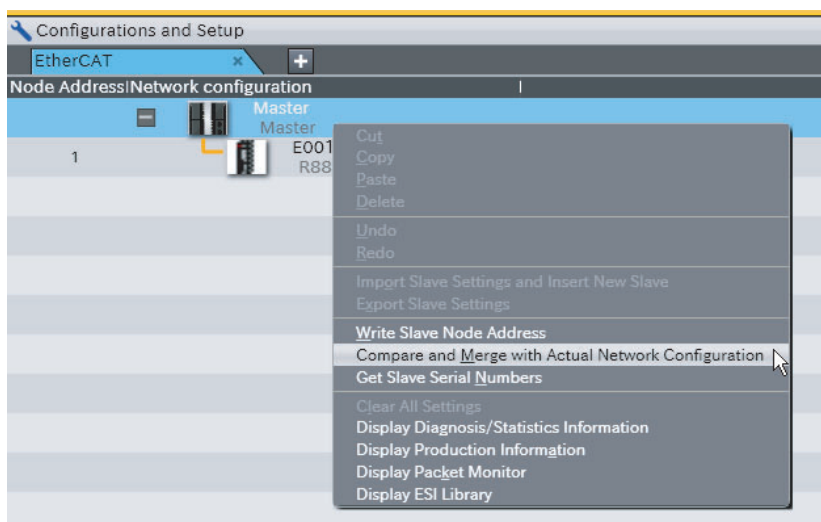 Configurations and Setup
EtherCAT × +
Node Address|Network configuration |
Master
Master
1 E001
R88
Cut
Copy
Paste
Delete
Undo
Redo
Import Slave Settings and Insert New Slave
Export Slave Settings
Write Slave Node Address
Compare and Merge with Actual Network Configuration
Get Slave Serial Numbers
Clear All Settings
Display Diagnosis/Statistics Information
Display Production Information
Display Packet Monitor
Display ESI Library